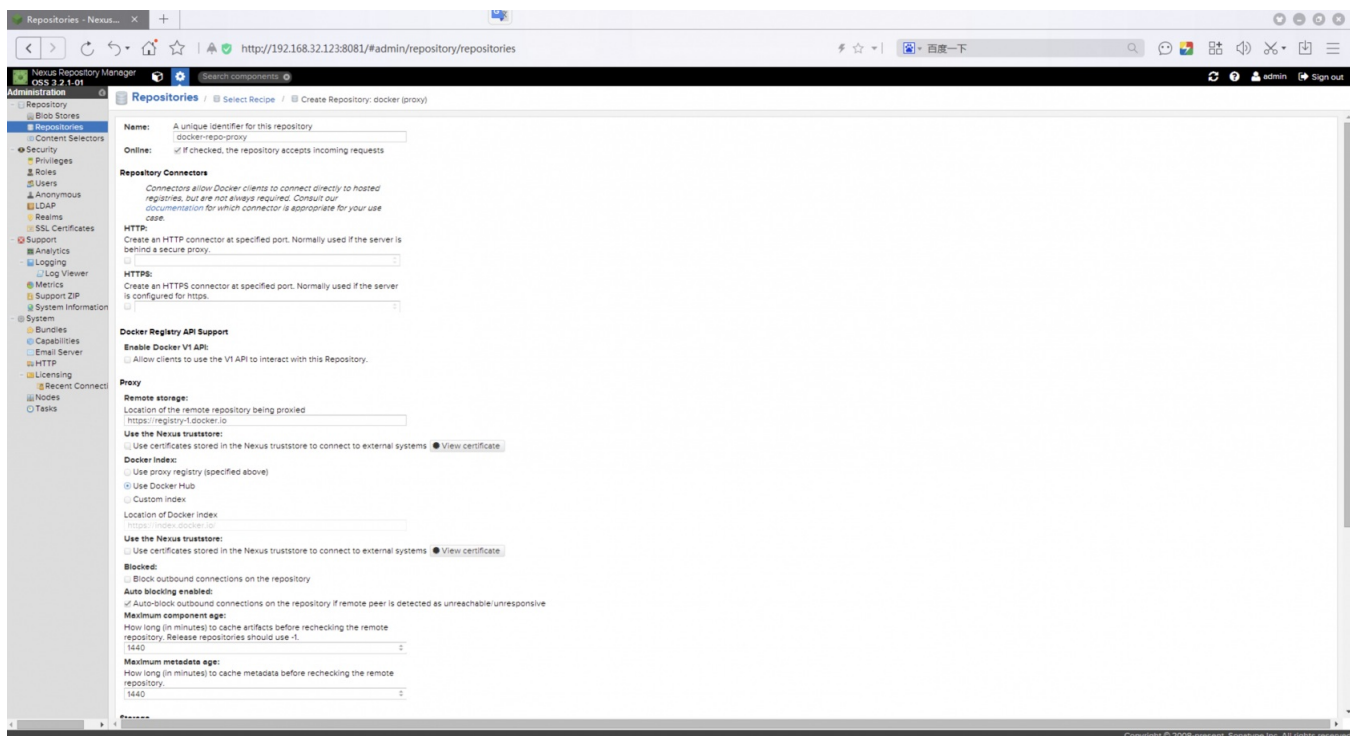 Repositories - Nexus...
http://192.168.32.123:8081/#admin/repository/repositories
百度一下
Nexus Repository Manager
OSS 3.2.1-01
Search components
admin
Sign out
Administration
Repository
Blob Stores
Repositories
Content Selectors
Security
Privileges
Roles
Users
Anonymous
LDAP
Realms
SSL Certificates
Support
Analytics
Logging
Log Viewer
Metrics
Support ZIP
System Information
System
Bundles
Capabilities
Email Server
HTTP
Licensing
Recent Connecti
Nodes
Tasks
Repositories / Select Recipe / Create Repository: docker (proxy)
Name: A unique identifier for this repository
docker-repo-proxy
Online: If checked, the repository accepts incoming requests
Repository Connectors
Connectors allow Docker clients to connect directly to hosted
registries, but are not always required. Consult our
documentation for which connector is appropriate for your use
case.
HTTP:
Create an HTTP connector at specified port. Normally used if the server is
behind a secure proxy.
HTTPS:
Create an HTTPS connector at specified port. Normally used if the server
is configured for https.
Docker Registry API Support
Enable Docker V1 API:
Allow clients to use the V1 API to interact with this Repository.
Proxy
Remote storage:
Location of the remote repository being proxied
https://registry-1.docker.io
Use the Nexus truststore:
Use certificates stored in the Nexus truststore to connect to external systems View certificate
Docker Index:
Use proxy registry (specified above)
Use Docker Hub
Custom index
Location of Docker index
https://index.docker.io/
Use the Nexus truststore:
Use certificates stored in the Nexus truststore to connect to external systems View certificate
Blocked:
Block outbound connections on the repository
Auto blocking enabled:
Auto-block outbound connections on the repository if remote peer is detected as unreachable/unresponsive
Maximum component age:
How long (in minutes) to cache artifacts before rechecking the remote
repository. Release repositories should use -1.
1440
Maximum metadata age:
How long (in minutes) to cache metadata before rechecking the remote
repository.
1440
Storage
Copyright © 2008-present, Sonatype Inc. All rights reserved